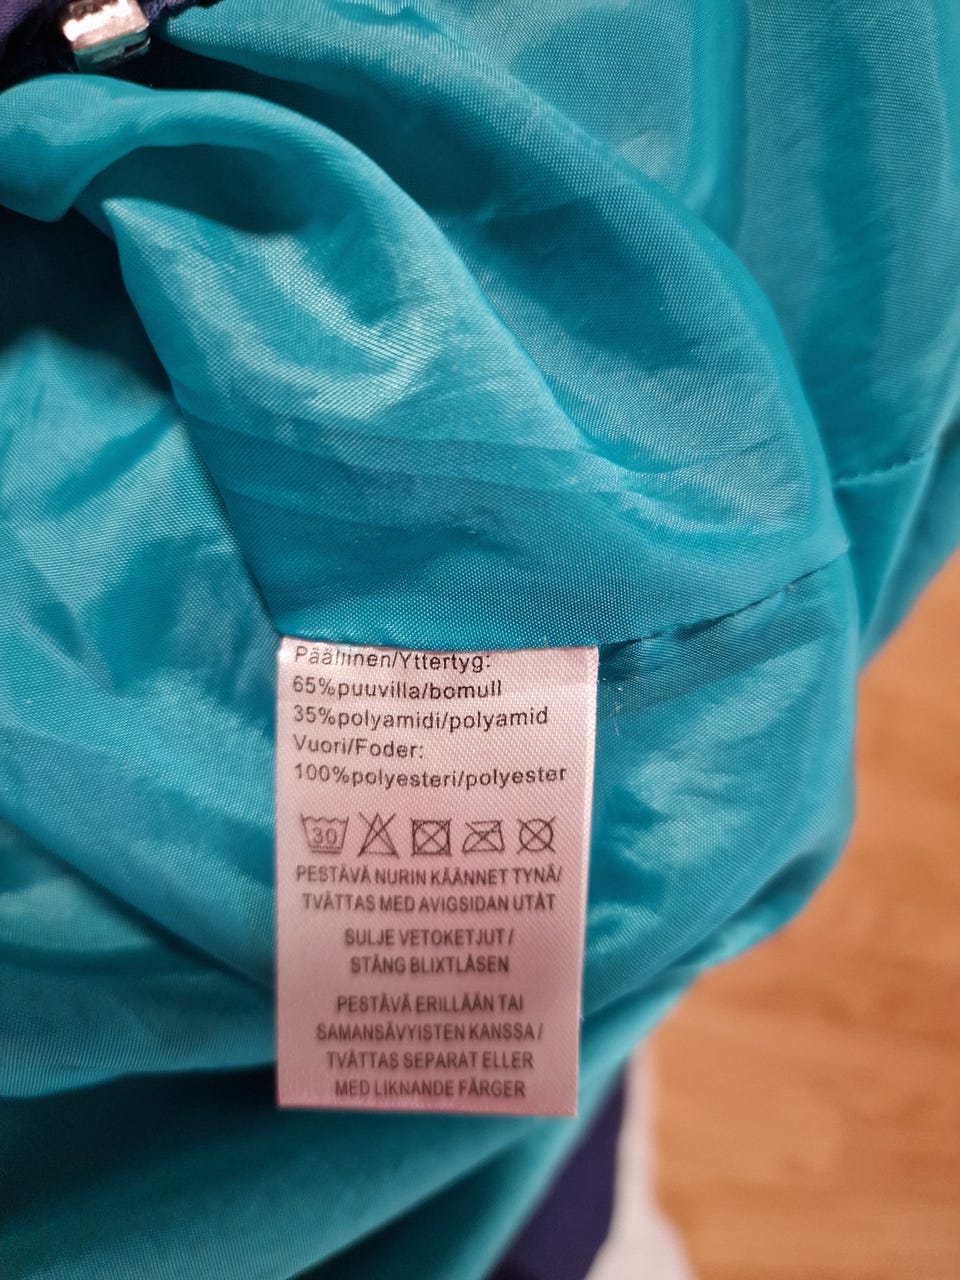 Päällinen/Yttertyg:
65%puuvilla/bomull
35%polyamidi/polyamid
Vuori/Foder:
100%polyesteri/polyester
30
PESTÄVÄ NURIN KÄÄNNET TYNÄ/
TVÄTTAS MED AVIGSIDAN UTÅT
SULJE VETOKETJUT/
STÄNG BLIXTLÅSEN
PESTÄVÄ ERILLÄÄN TAI
SAMANSÄVYISTEN KANSSA/
TVÄTTAS SEPARAT ELLER
MED LIKNANDE FÄRGER